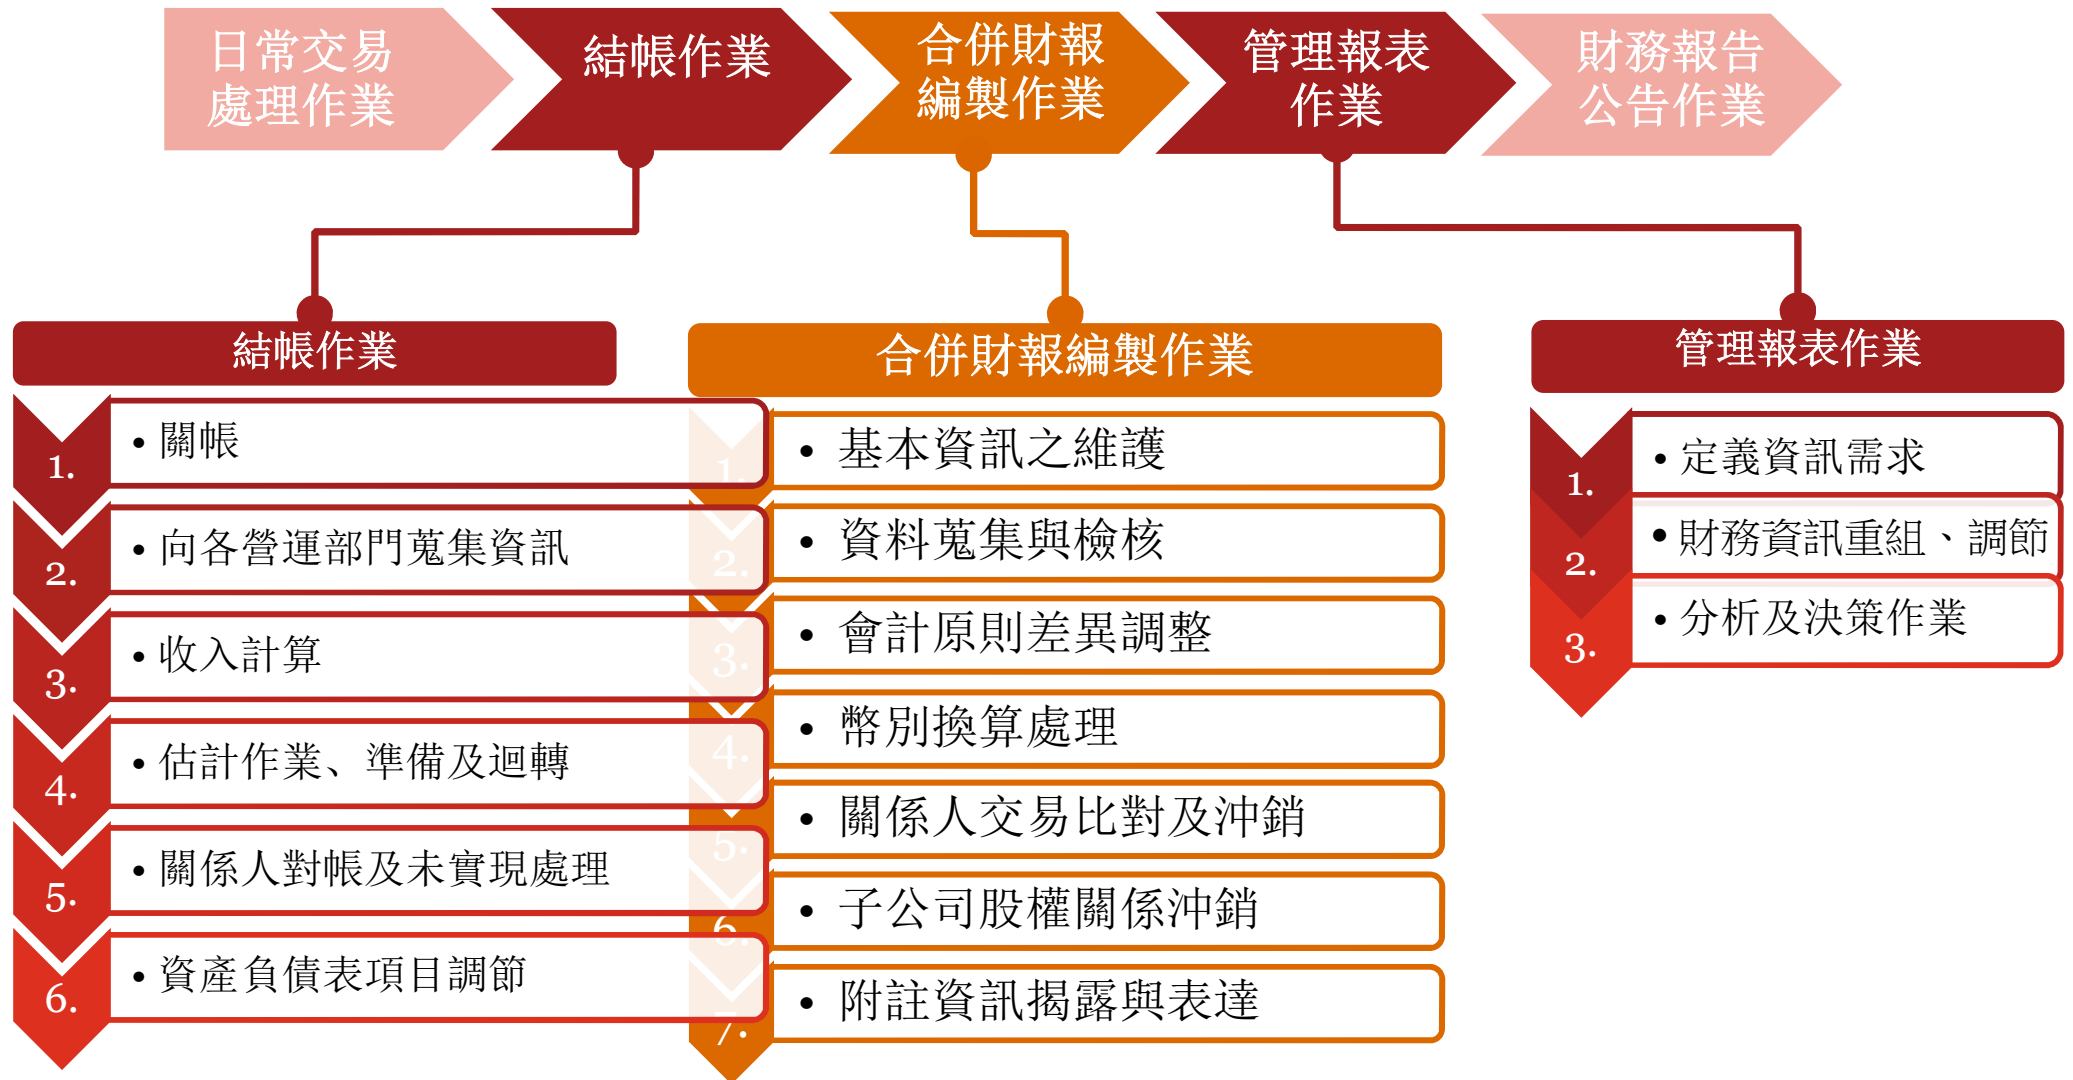 日常交易
處理作業
結帳作業
合併財報
編製作業
管理報表
作業
財務報告
公告作業
結帳作業
1.
• 關帳
2.
• 向各營運部門蒐集資訊
3.
• 收入計算
4.
• 估計作業、準備及迴轉
5.
• 關係人對帳及未實現處理
6.
• 資產負債表項目調節
合併財報編製作業
1.
• 基本資訊之維護
2.
• 資料蒐集與檢核
3.
• 會計原則差異調整
4.
• 幣別換算處理
5.
• 關係人交易比對及沖銷
6.
• 子公司股權關係沖銷
7.
• 附註資訊揭露與表達
管理報表作業
1.
• 定義資訊需求
2.
• 財務資訊重組、調節
3.
• 分析及決策作業